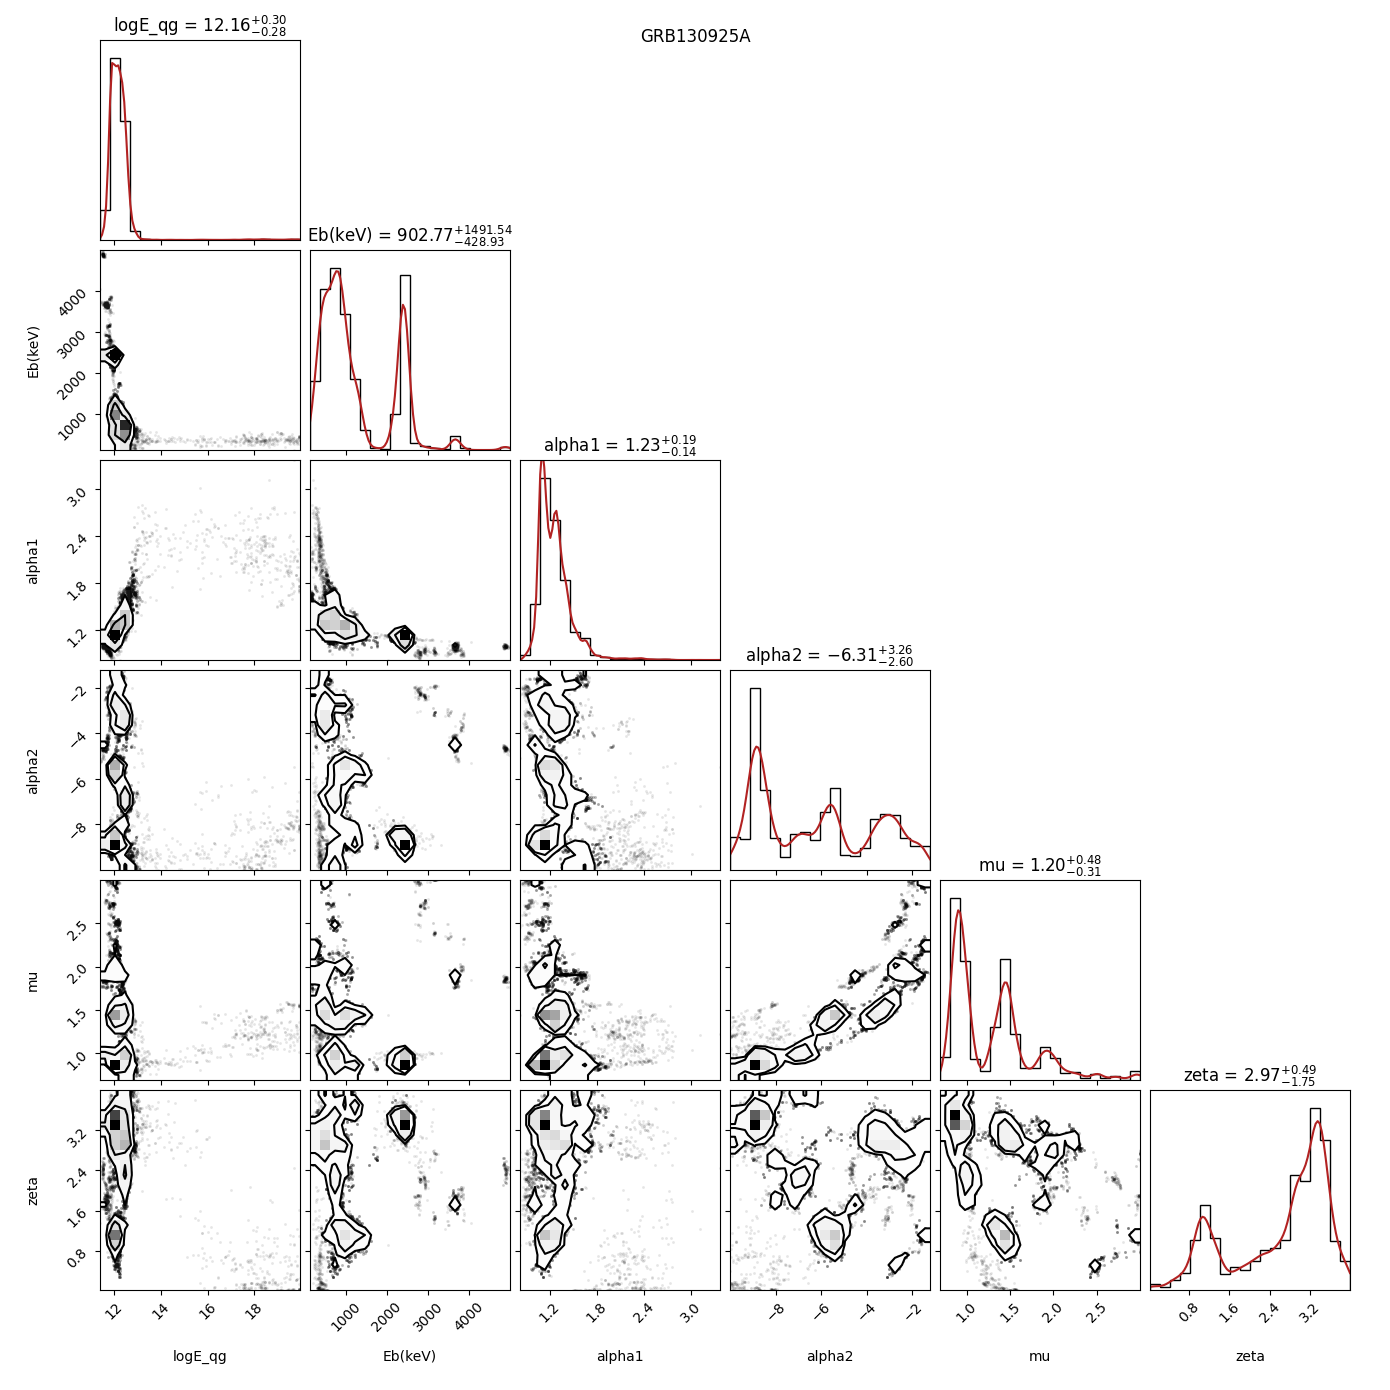 GRB130925A
logE_qg = 12.16+0.30 −0.28
Eb(keV) = 902.77+1491.54 −428.93
Eb(keV)
4000
3000
2000
1000
alpha1 = 1.23+0.19 −0.14
alpha1
3.0
2.4
1.8
1.2
alpha2 = −6.31+3.26 −2.60
alpha2
−2
−4
−6
−8
mu = 1.20+0.48 −0.31
mu
2.5
2.0
1.5
1.0
zeta = 2.97+0.49 −1.75
zeta
3.2
2.4
1.6
0.8
12 14 16 18
1000 2000 3000 4000
1.2 1.8 2.4 3.0
−8 −6 −4 −2
1.0 1.5 2.0 2.5
0.8 1.6 2.4 3.2
logE_qg Eb(keV) alpha1 alpha2 mu zeta